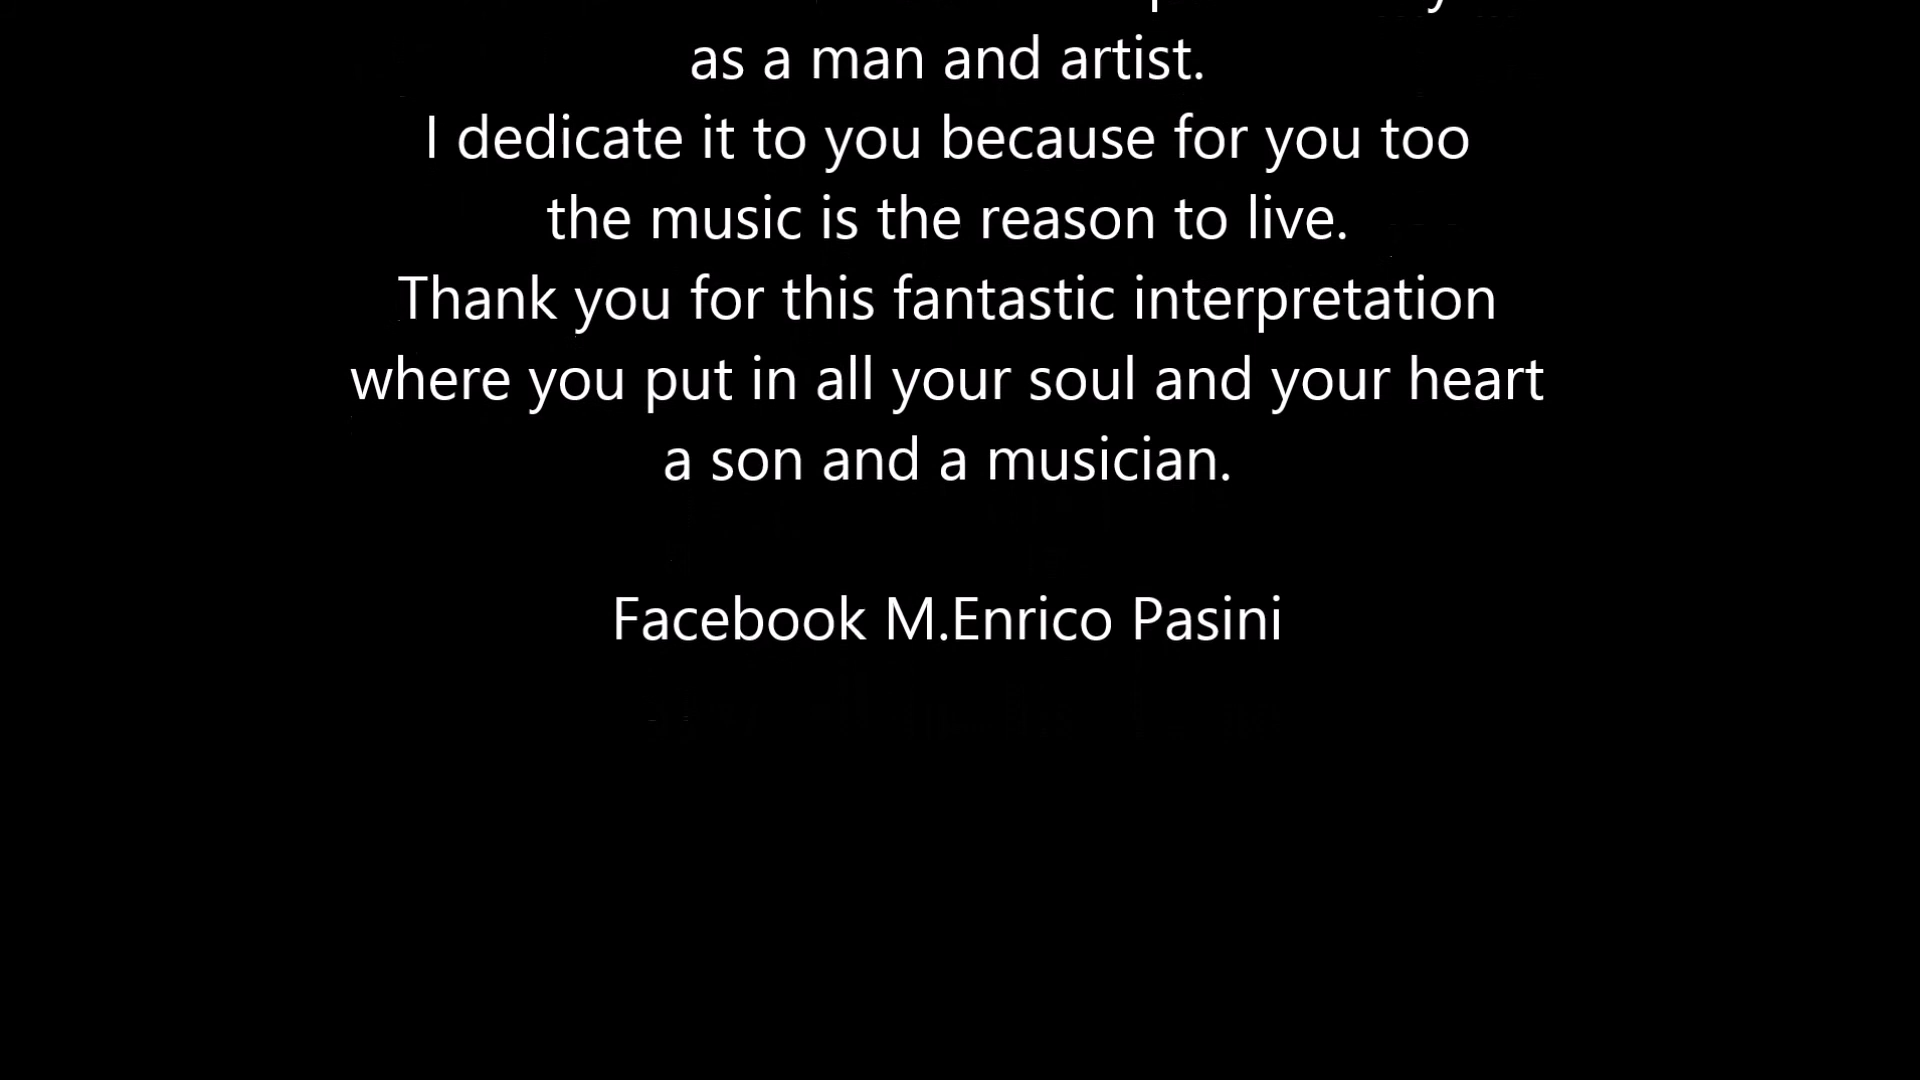 as a man and artist.
I dedicate it to you because for you too
the music is the reason to live.
Thank you for this fantastic interpretation
where you put in all your soul and your heart
a son and a musician.
Facebook M.Enrico Pasini